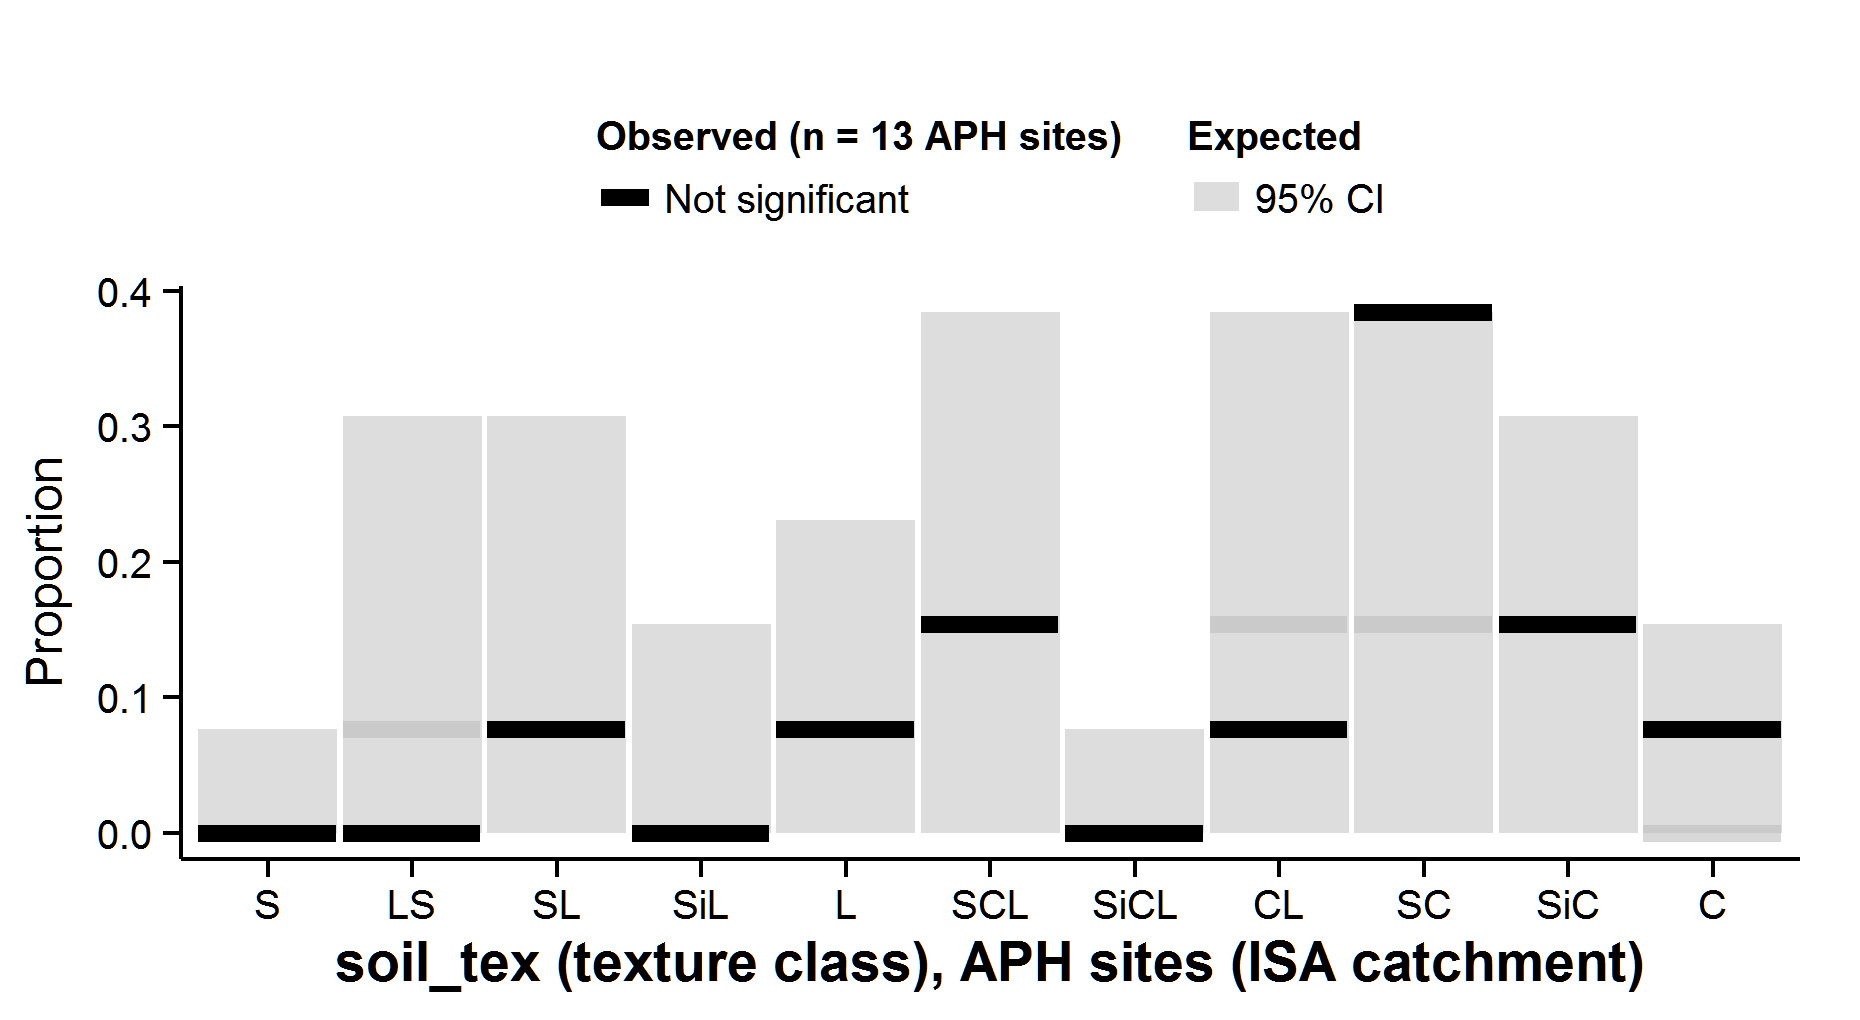 Observed (n = 13 APH sites) Expected
Not significant 95% CI
0.4
0.3
0.2
0.1
0.0
Proportion
S LS SL SiL L SCL SiCL CL SC SiC C
soil_tex (texture class), APH sites (ISA catchment)